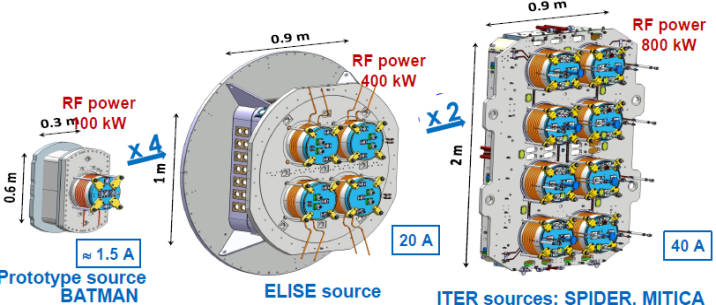 0.9 m
RF power
800 kW
0.9 m
RF power
400 kW
RF power
kW
0.3 m
x 4
x 2
0.6 m
1 m
2 m
≈ 1.5 A
20 A
40 A
Prototype source
BATMAN
ELISE source
ITER sources: SPIDER, MITICA